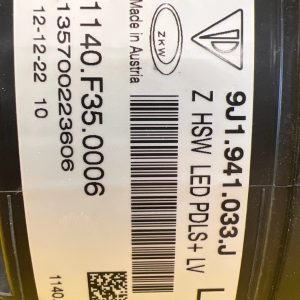 9J1.941.033.J
Z HSW LED PDLS+ LV
L
ZKW
Made in Austria
1140.F35.0006
135700223606
12-12-22 10
1140.